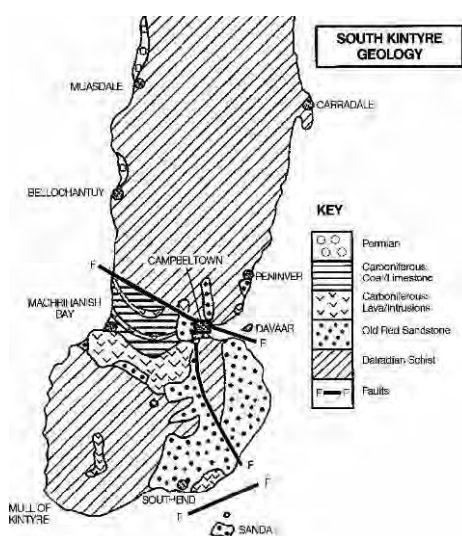 SOUTH KINTYRE
GEOLOGY
MUASDALE
CARRADALE
BELLOCHANTUY
KEY
Permian
Carboniferous:
Coal/Limestone
Carboniferous
Lava/Intrusions
Old Red Sandstone
Dalradian Schist
F F
Faults
F
CAMPBELTOWN
PENINVER
MACHRIHANISH
BAY
DAVAAR
F
F
SOUTHEND
F
MULL OF
KINTYRE
F
SANDA